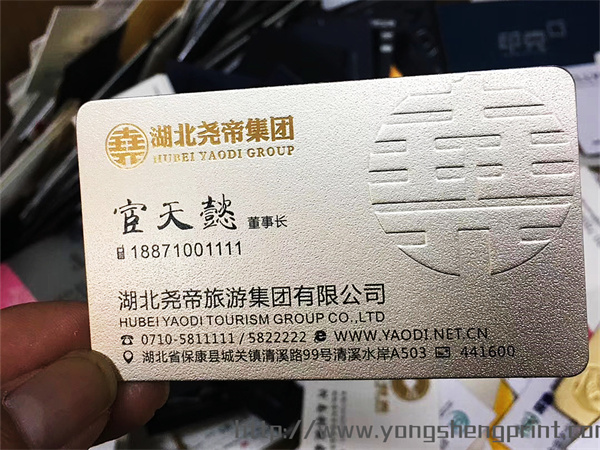 湖北尧帝集团
HUBEI YAODI GROUP
官天懿 董事长
18871001111
湖北尧帝旅游集团有限公司
HUBEI YAODI TOURISM GROUP CO.,LTD
0710-5811111 / 5822222 WWW.YAODI.NET.CN
湖北省保康县城关镇清溪路99号清溪水岸A503 441600
http://www.yongshengprint.com